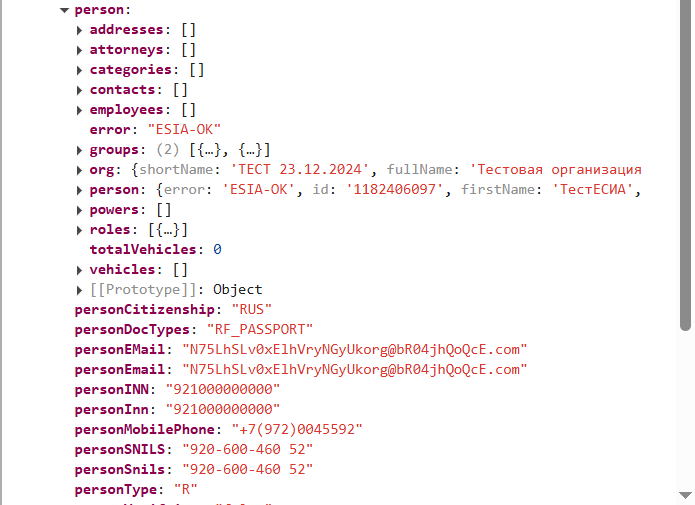 person:
addresses: []
attorneys: []
categories: []
contacts: []
employees: []
error: "ESIA-OK"
groups: (2) [{…}, {…}]
org: {shortName: 'ТЕСТ 23.12.2024', fullName: 'Тестовая организация
person: {error: 'ESIA-OK', id: '1182406097', firstName: 'ТестЕСИА',
powers: []
roles: [{…}]
totalVehicles: 0
vehicles: []
[[Prototype]]: Object
personCitizenship: "RUS"
personDocTypes: "RF_PASSPORT"
personEMail: "N75LhSLv0xElhVryNGyUkorg@bR04jhQoQcE.com"
personEmail: "N75LhSLv0xElhVryNGyUkorg@bR04jhQoQcE.com"
personINN: "921000000000"
personInn: "921000000000"
personMobilePhone: "+7(972)0045592"
personSNILS: "920-600-460 52"
personSnils: "920-600-460 52"
personType: "R"